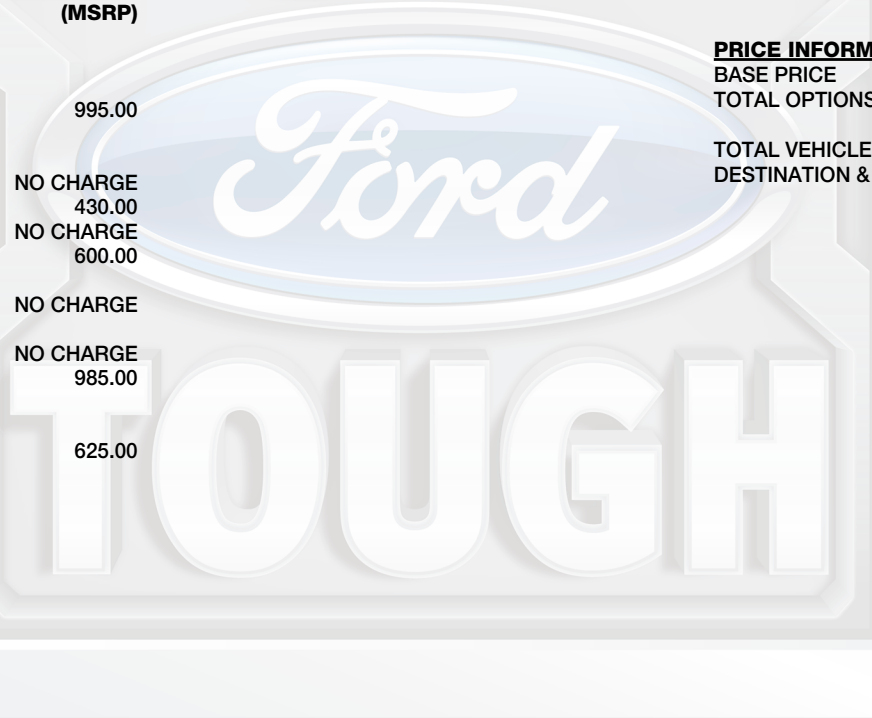 (MSRP)
995.00
NO CHARGE
430.00
NO CHARGE
600.00
NO CHARGE
NO CHARGE
985.00
625.00
PRICE INFORM
BASE PRICE
TOTAL OPTIONS
TOTAL VEHICLE
DESTINATION &
Ford
TOUGH